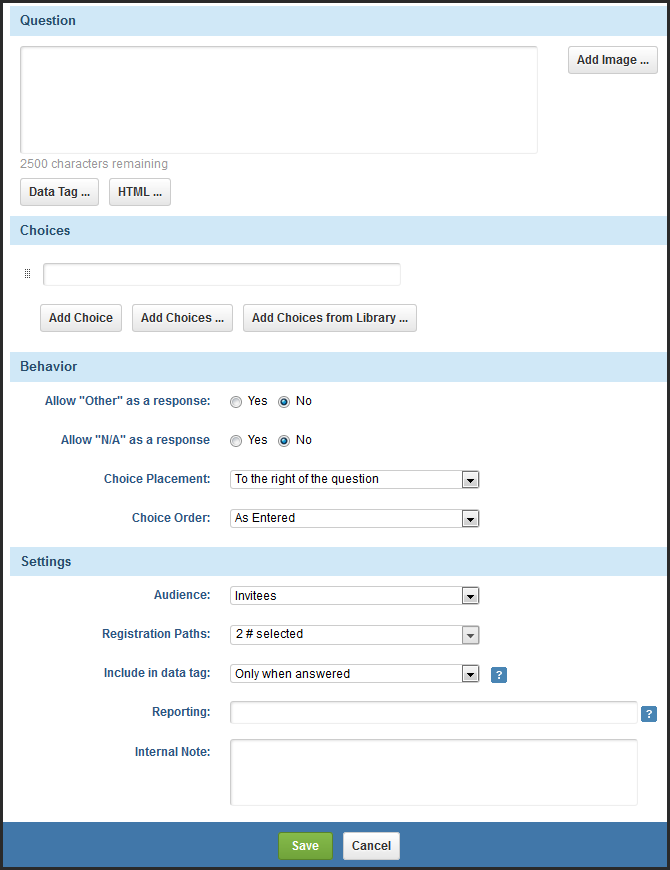 Question
Add Image ...
2500 characters remaining
Data Tag ... HTML ...
Choices
Add Choice Add Choices ... Add Choices from Library ...
Behavior
Allow "Other" as a response: Yes No
Allow "N/A" as a response Yes No
Choice Placement: To the right of the question
Choice Order: As Entered
Settings
Audience: Invitees
Registration Paths: 2 # selected
Include in data tag: Only when answered ?
Reporting: ?
Internal Note:
Save Cancel